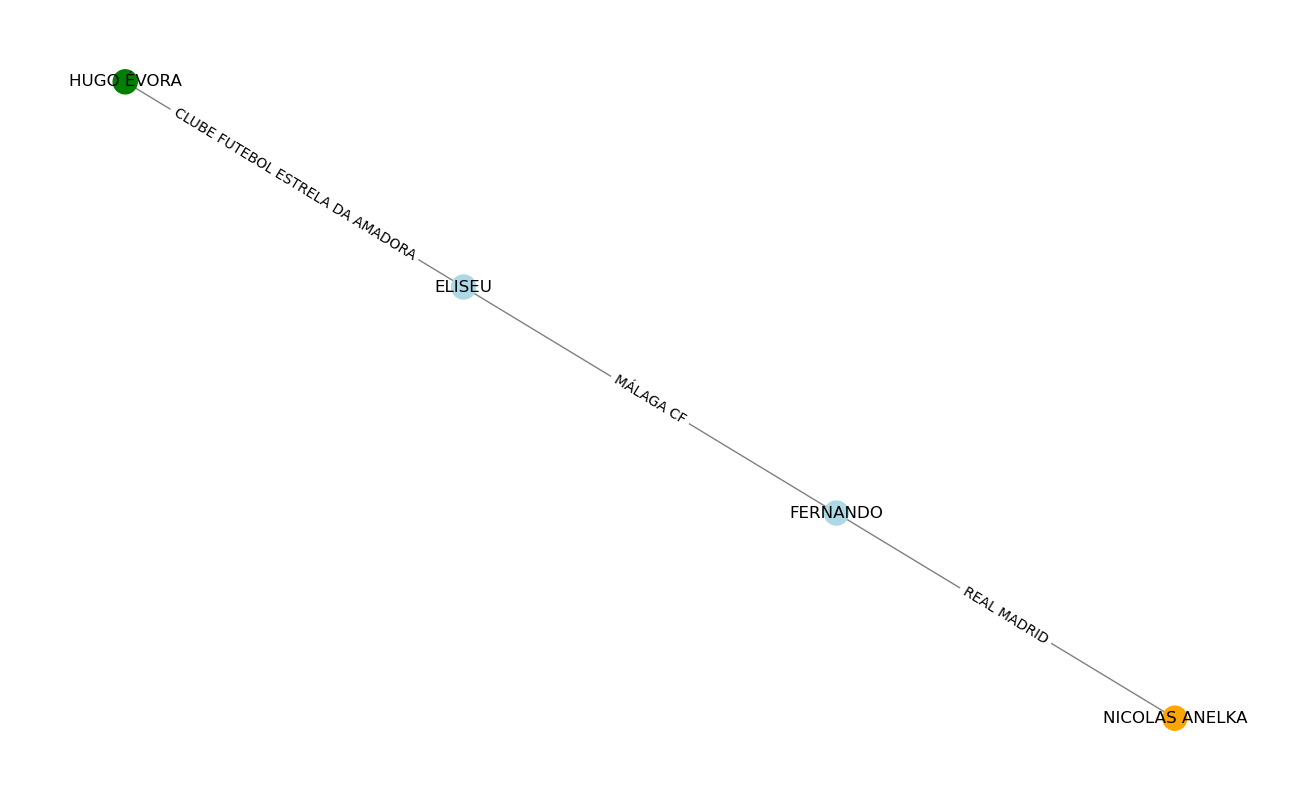 HUGO EVORA
CLUBE FUTEBOL ESTRELA DA AMADORA
ELISEU
MÁLAGA CF
FERNANDO
REAL MADRID
NICOLAS ANELKA